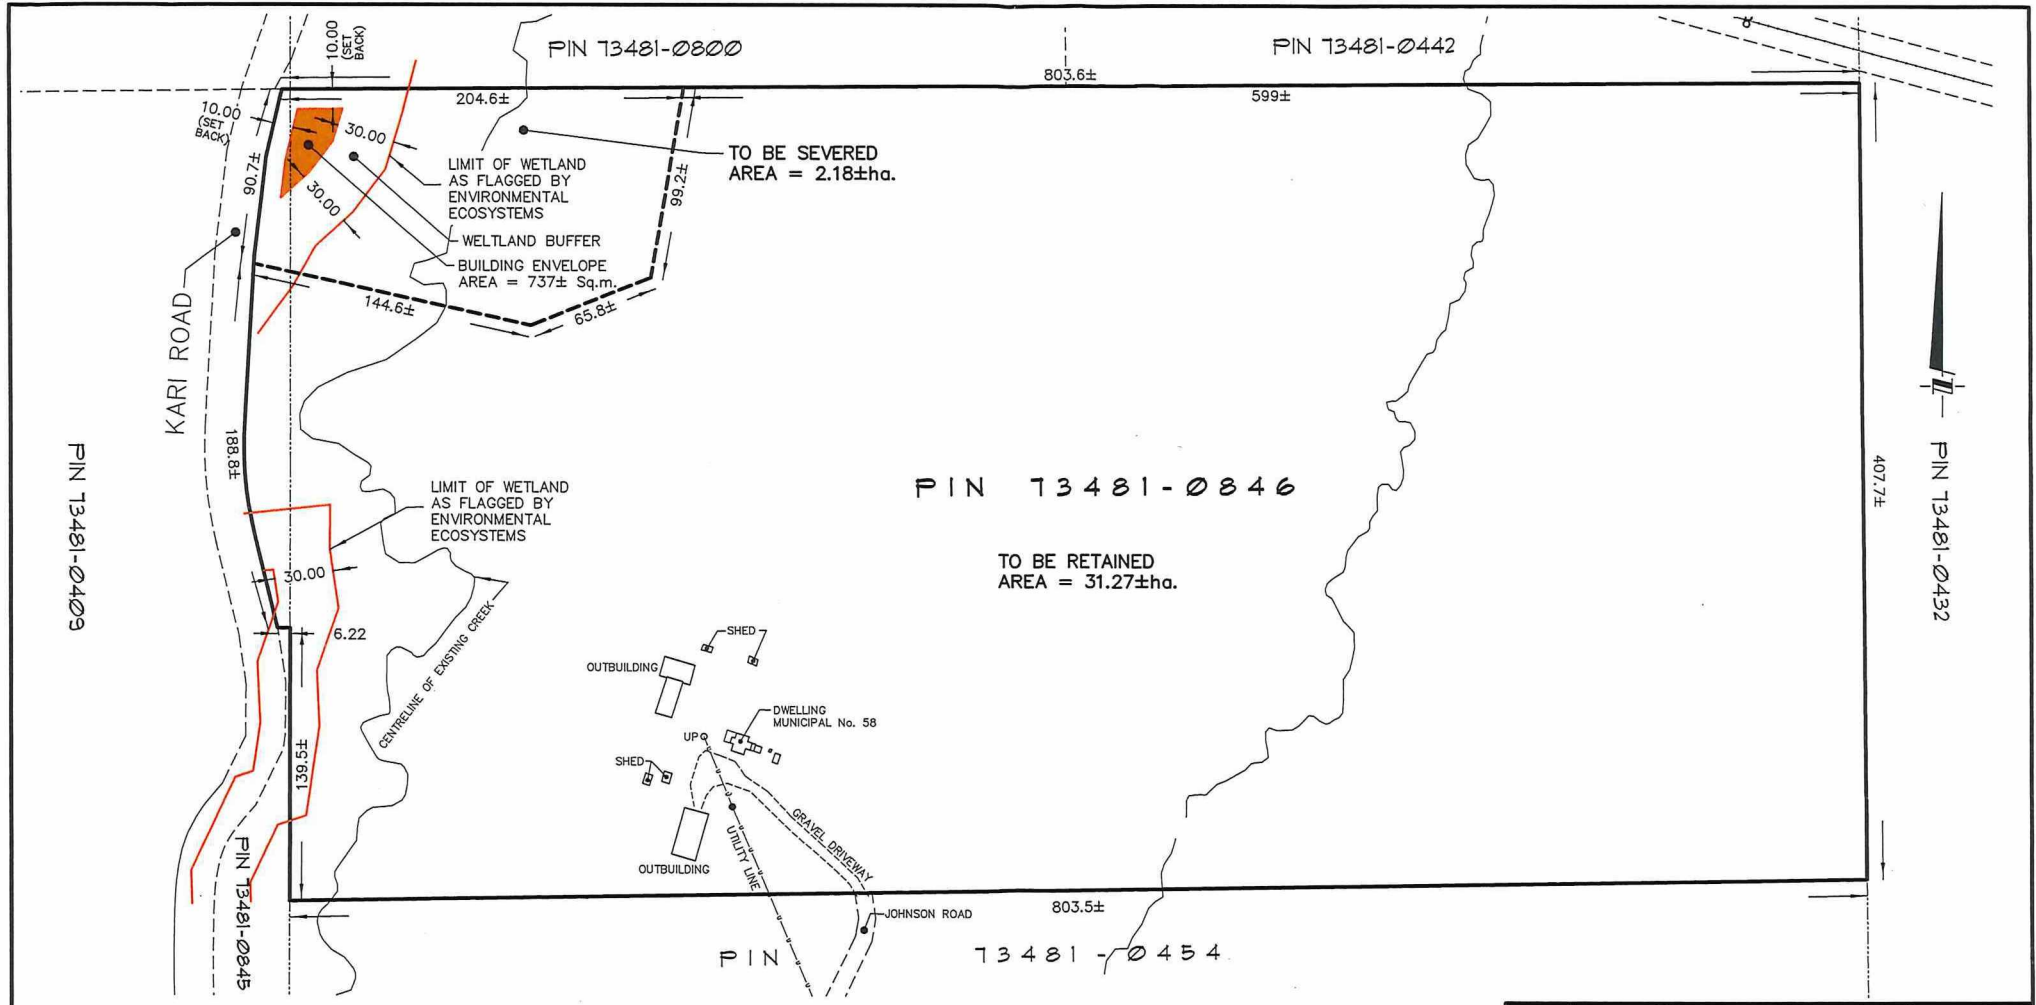 PIN 73481-0800
PIN 73481-0442
10.00
(SET
BACK)
803.6±
204.6±
599±
10.00
(SET
BACK)
30.00
30.00
90.7±
LIMIT OF WETLAND
AS FLAGGED BY
ENVIRONMENTAL
ECOSYSTEMS
WELTLAND BUFFER
BUILDING ENVELOPE
AREA = 737± Sq.m.
TO BE SEVERED
AREA = 2.18±ha.
99.2±
144.6±
65.8±
KARI ROAD
188.8±
PIN 73481-0409
LIMIT OF WETLAND
AS FLAGGED BY
ENVIRONMENTAL
ECOSYSTEMS
30.00
6.22
139.5±
CENTRELINE OF EXISTING CREEK
PIN 73481-0846
TO BE RETAINED
AREA = 31.27±ha.
407.7±
PIN 73481-0432
SHED
OUTBUILDING
DWELLING
MUNICIPAL No. 58
UP
SHED
OUTBUILDING
UTILITY LINE
GRAVEL DRIVEWAY
JOHNSON ROAD
803.5±
PIN 73481-0845
PIN 73481-0454